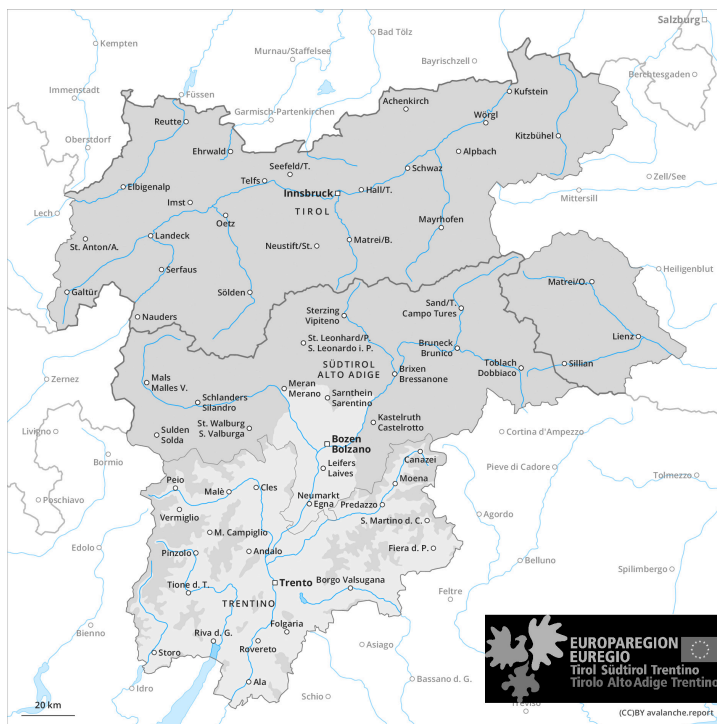 Salzburg
Kempten
Bad Tölz
Murnau/Staffelsee
Bayrischzell
Berchtesgaden
Immenstadt
Füssen
Garmisch-Partenkirchen
Achenkirch
Kufstein
Reutte
Wörgl
Oberstdorf
Ehrwald
Kitzbühel
Alpbach
Seefeld/T.
Schwaz
Zell/See
Telfs
Elbigenalp
Innsbruck
Hall/T.
Mittersill
Imst
TIROL
Lech
Oetz
Mayrhofen
St. Anton/A.
Landeck
Neustift/St.
Matrei/B.
Serfaus
Heiligenblut
Galtür
Sölden
Matrei/O.
Nauders
Sterzing
Vipiteno
Sand/T.
Campo Tures
Lienz
St. Leonhard/P.
S. Leonardo i. P.
Bruneck
Brunico
Toblach
Dobbiaco
Sillian
SÜDTIROL
ALTO ADIGE
Brixen
Bressanone
Zernez
Mals
Malles V.
Meran
Merano
Schlanders
Silandro
Sarnthein
Sarentino
St. Walburg
S. Valburga
Kastelruth
Castelrotto
Livigno
Sulden
Solda
Bozen
Bolzano
Cortina d'Ampezzo
Bormio
Canazei
Leifers
Laives
Pieve di Cadore
Tolmezzo
Peio
Malè
Cles
Moena
Poschiavo
Neumarkt
Egna
Predazzo
Vermiglio
Agordo
S. Martino d. C.
M. Campiglio
Edolo
Pinzolo
Andalo
Fiera d. P.
Belluno
Spilimbergo
Tione d. T.
Trento
Borgo Valsugana
Feltre
TRENTINO
Bienno
Riva d. G.
Folgaria
Rovereto
Storo
Asiago
Idro
Ala
Bassano d. G.
Schio
Treviso
EUROPAREGION
EUREGIO
Tirol Südtirol Trentino
Tirolo Alto Adige Trentino
20 km
(CC)BY avalanche.report